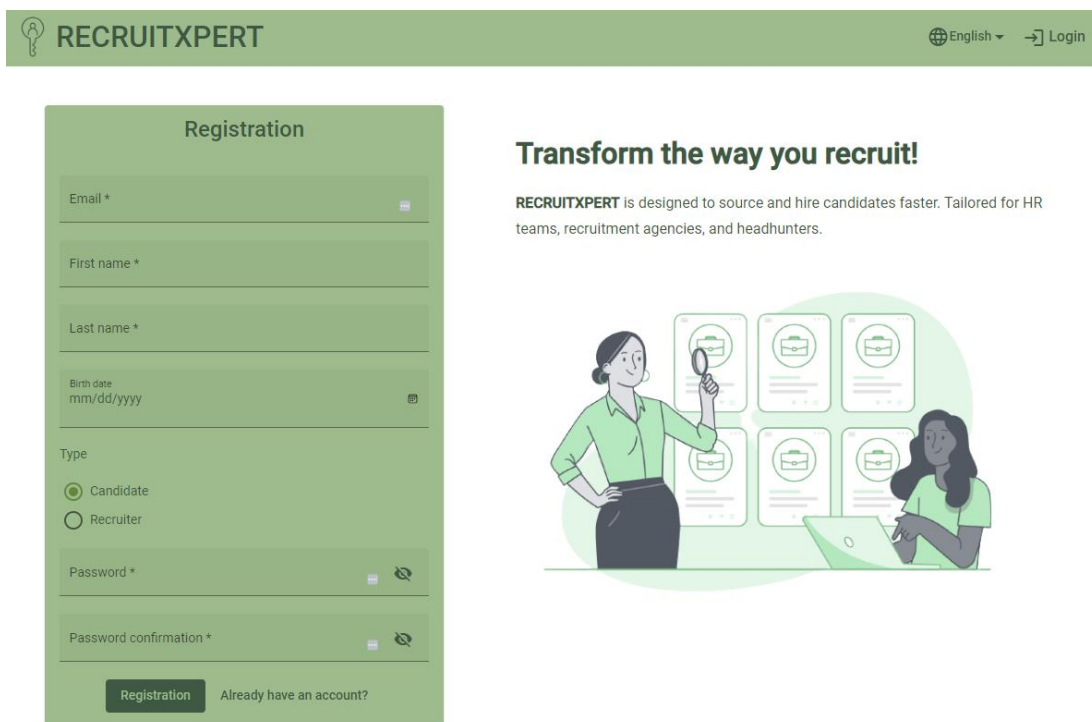 RECRUITXPERT
English
Login
Registration
Email *
First name *
Last name *
Birth date
mm/dd/yyyy
Type
Candidate
Recruiter
Password *
Password confirmation *
Registration
Already have an account?
Transform the way you recruit!
RECRUITXPERT is designed to source and hire candidates faster. Tailored for HR
teams, recruitment agencies, and headhunters.